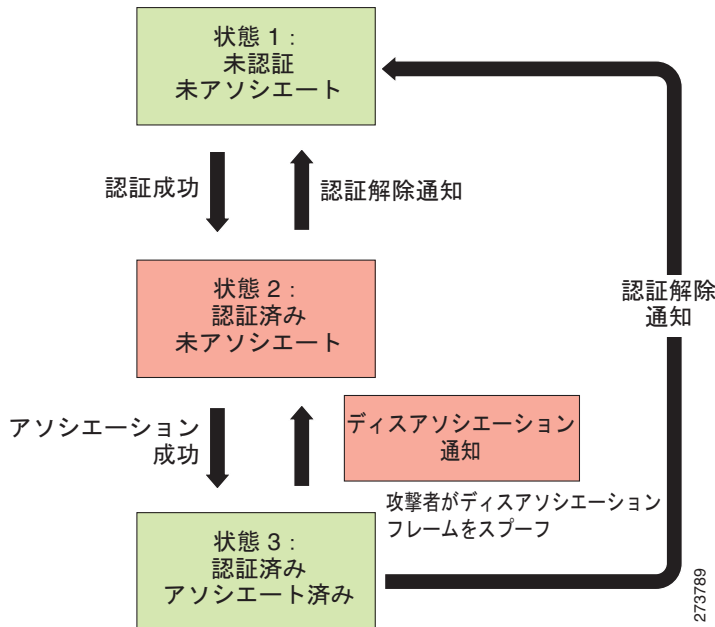 状態 1：
未認証
未アソシエート
認証成功
認証解除通知
状態 2：
認証済み
未アソシエート
認証解除
通知
アソシエーション
成功
ディスアソシエーション
通知
攻撃者がディスアソシエーション
フレームをスプーフ
状態 3：
認証済み
アソシエート済み
273789